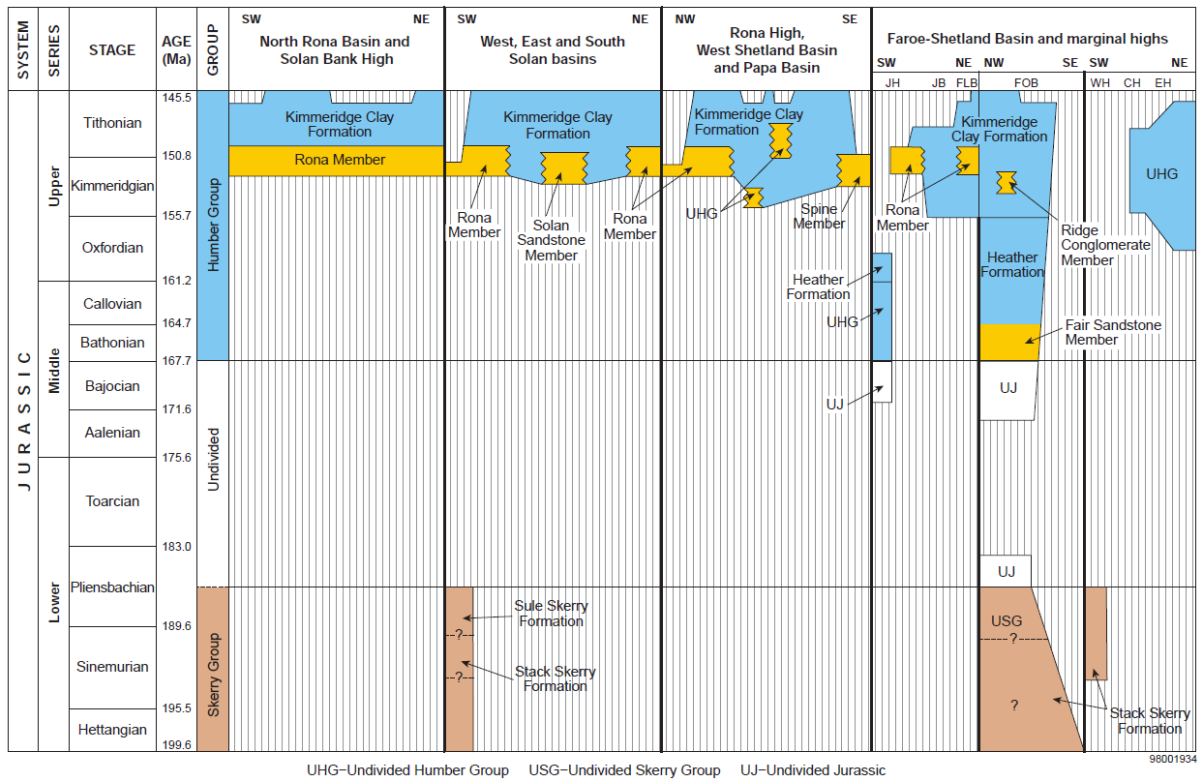 SYSTEM
SERIES
STAGE
AGE
(Ma)
GROUP
SW
NE
North Rona Basin and
Solan Bank High
SW
NE
West, East and South
Solan basins
NW
SE
Rona High,
West Shetland Basin
and Papa Basin
Faroe-Shetland Basin and marginal highs
SW
NE
NW
SE
SW
NE
JH
JB
FLB
FOB
WH
CH
EH
JURASSIC
Upper
Middle
Lower
Tithonian
Kimmeridgian
Oxfordian
Callovian
Bathonian
Bajocian
Aalenian
Toarcian
Pliensbachian
Sinemurian
Hettangian
145.5
150.8
155.7
161.2
164.7
167.7
171.6
175.6
183.0
189.6
195.5
199.6
Humber Group
Undivided
Skerry Group
Kimmeridge Clay
Formation
Rona Member
Kimmeridge Clay
Formation
Rona
Member
Solan
Sandstone
Member
Rona
Member
Sule Skerry
Formation
?
Stack Skerry
Formation
?
Kimmeridge Clay
Formation
UHG
Spine
Member
Kimmeridge
Clay Formation
Rona
Member
Ridge
Conglomerate
Member
Heather
Formation
UHG
UJ
Heather
Formation
Fair Sandstone
Member
UJ
UJ
USG
?
?
UHG
Stack Skerry
Formation
98001934
UHG–Undivided Humber Group USG–Undivided Skerry Group UJ–Undivided Jurassic